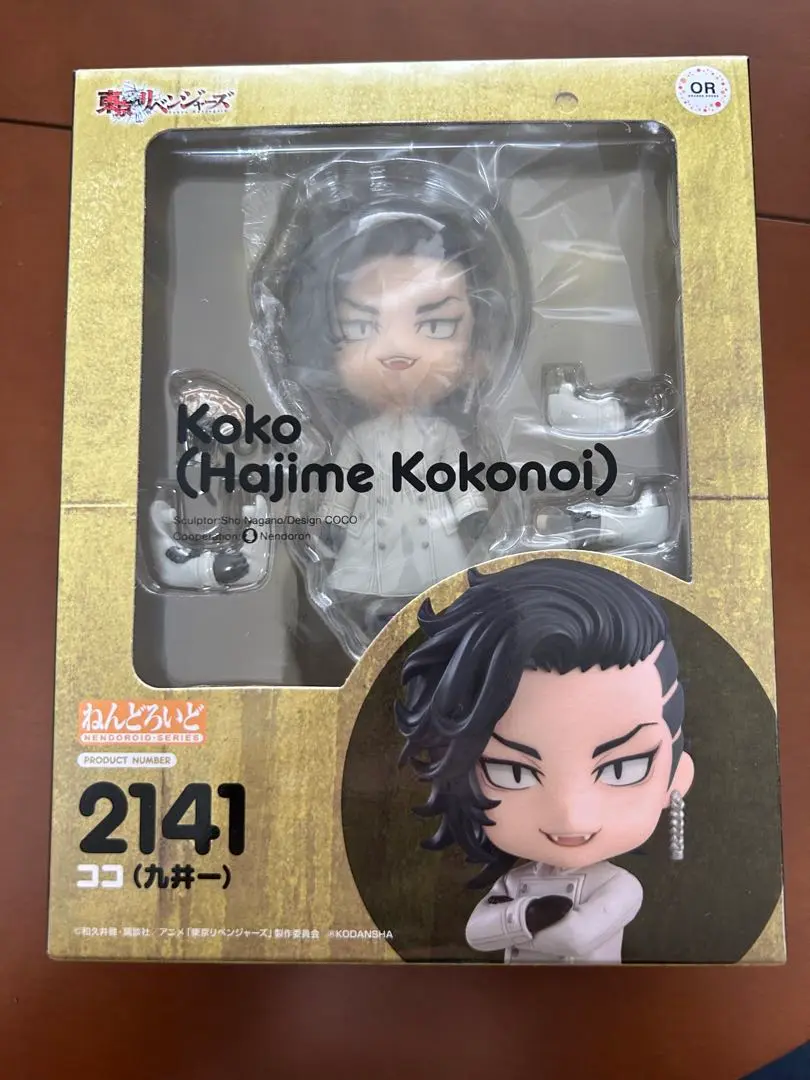 東京リベンジャーズ
OR
ORANGE ROUGE
Koko
(Hajime Kokonoi)
Sculptor:Sho Nagano/Design COCO
Cooperation: Nendoron
ねんどろいど
NENDOROID·SERIES
PRODUCT NUMBER
2141
ココ(九井一)
©和久井健・講談社/アニメ「東京リベンジャーズ」製作委員会 ®KODANSHA